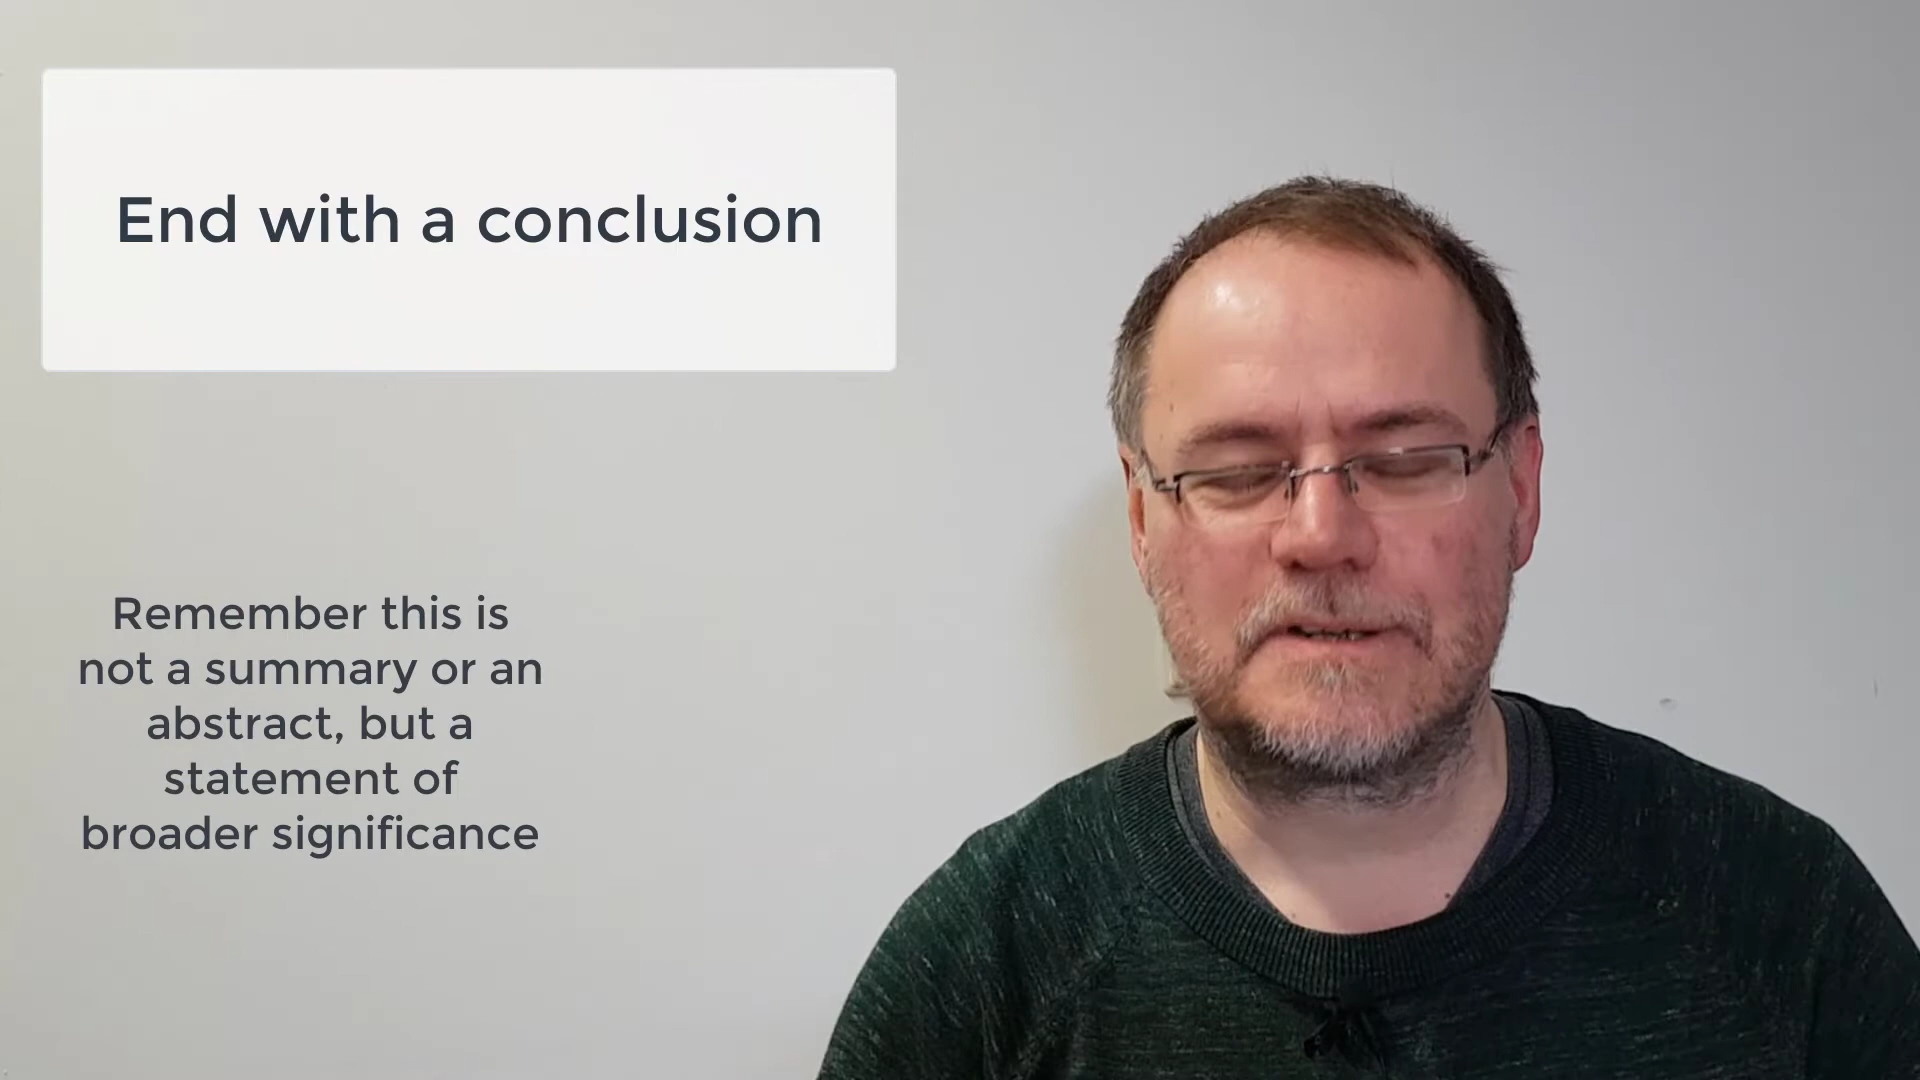 End with a conclusion
Remember this is
not a summary or an
abstract, but a
statement of
broader significance